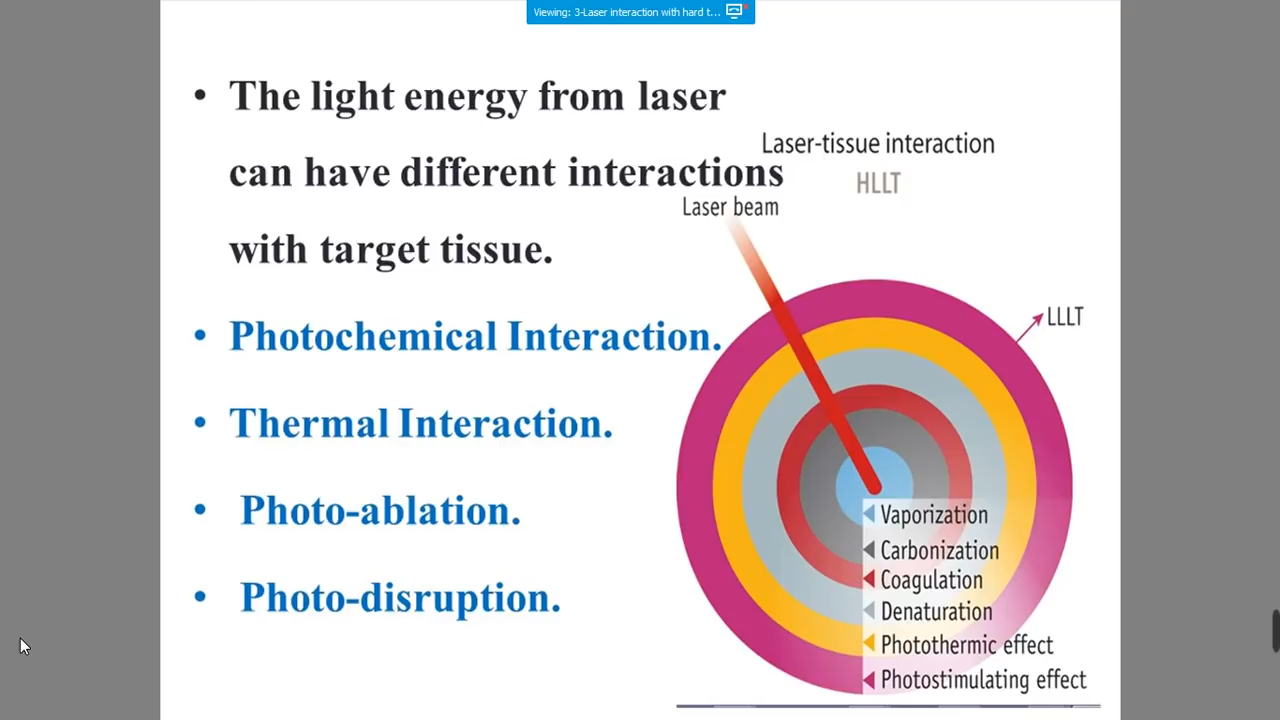 Viewing: 3-Laser interaction with hard t...
• The light energy from laser
can have different interactions
with target tissue.
• Photochemical Interaction.
• Thermal Interaction.
• Photo-ablation.
• Photo-disruption.
Laser-tissue interaction
HLLT
Laser beam
LLLT
Vaporization
Carbonization
Coagulation
Denaturation
Photothermic effect
Photostimulating effect